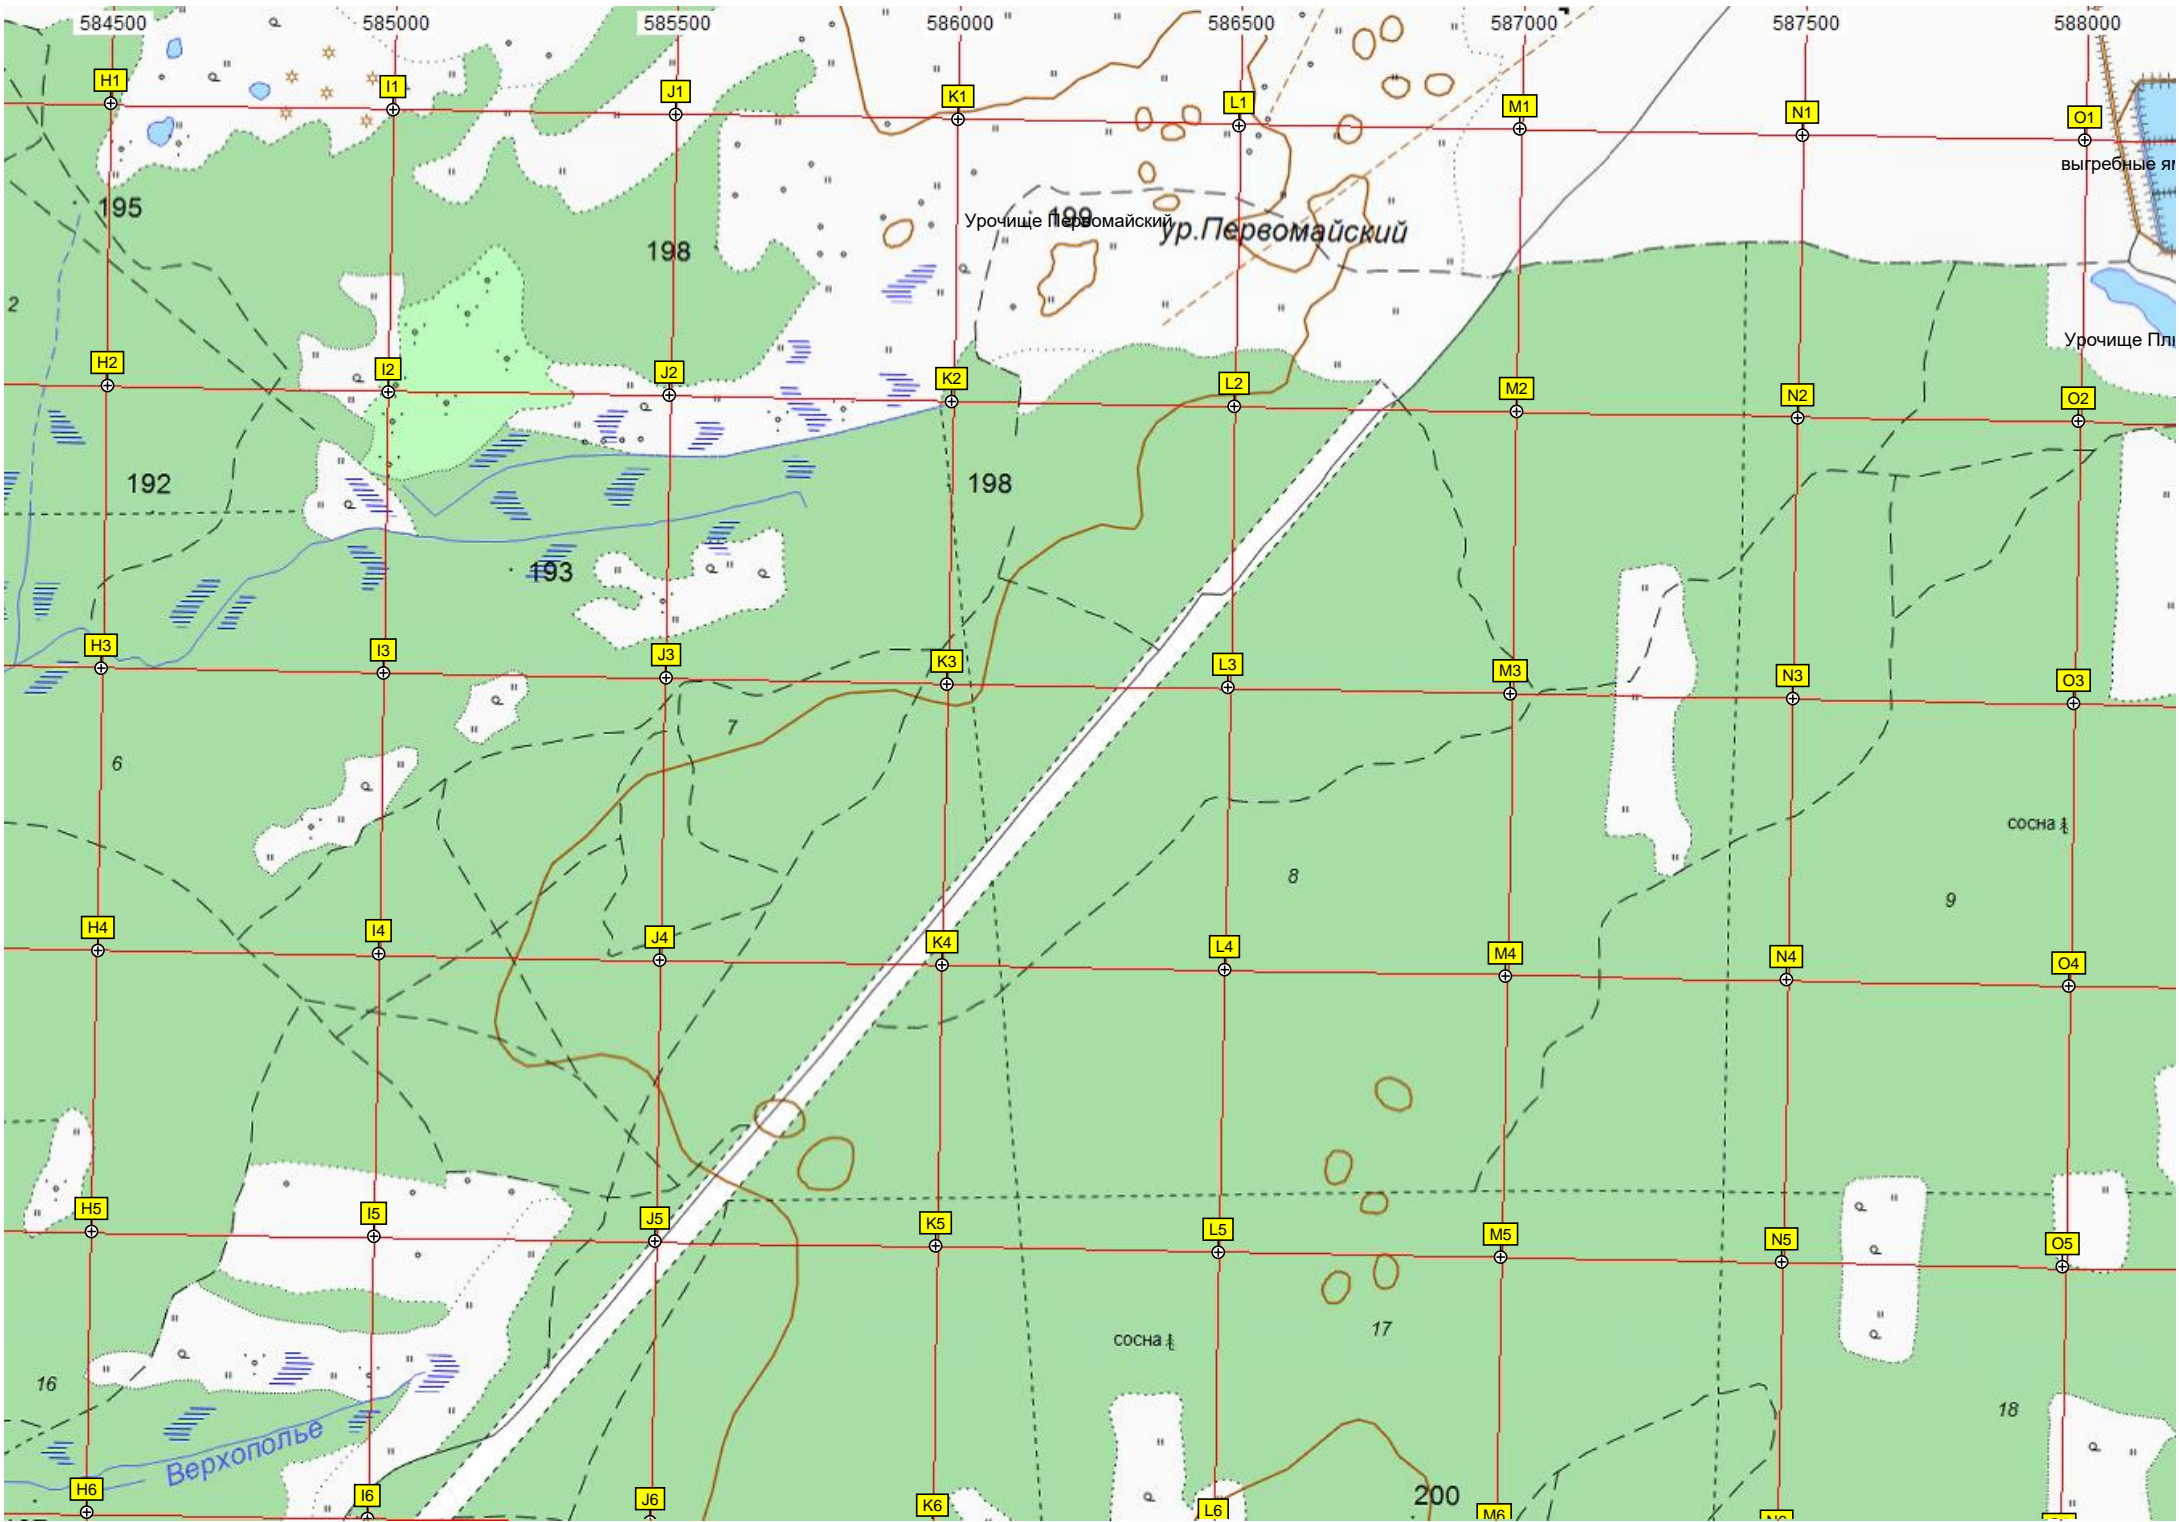 584500 585000 585500 586000 586500 587000 587500 588000
H1 I1 J1 K1 L1 M1 N1 O1
выгребные ям
195
Урочище Первомайский
199
ур.Первомайский
198
2
Урочище Пл
H2 I2 J2 K2 L2 M2 N2 O2
192
198
193
H3 I3 J3 K3 L3 M3 N3 O3
7
6
сосна
8
9
H4 I4 J4 K4 L4 M4 N4 O4
H5 I5 J5 K5 L5 M5 N5 O5
17
сосна
16
18
Верхополье
H6 I6 J6 K6 L6 M6 N6
200